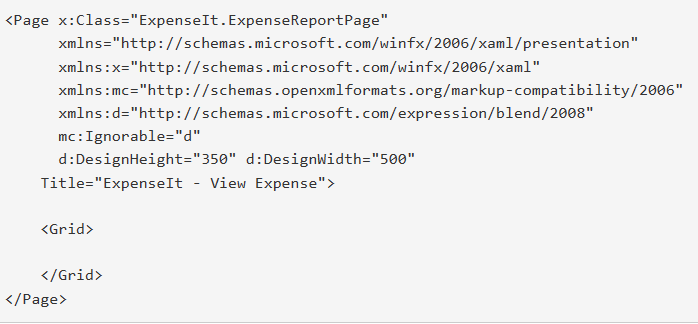 <Page x:Class="ExpenseIt.ExpenseReportPage"
xmlns="http://schemas.microsoft.com/winfx/2006/xaml/presentation"
xmlns:x="http://schemas.microsoft.com/winfx/2006/xaml"
xmlns:mc="http://schemas.openxmlformats.org/markup-compatibility/2006"
xmlns:d="http://schemas.microsoft.com/expression/blend/2008"
mc:Ignorable="d"
d:DesignHeight="350" d:DesignWidth="500"
Title="ExpenseIt - View Expense">
<Grid>
</Grid>
</Page>